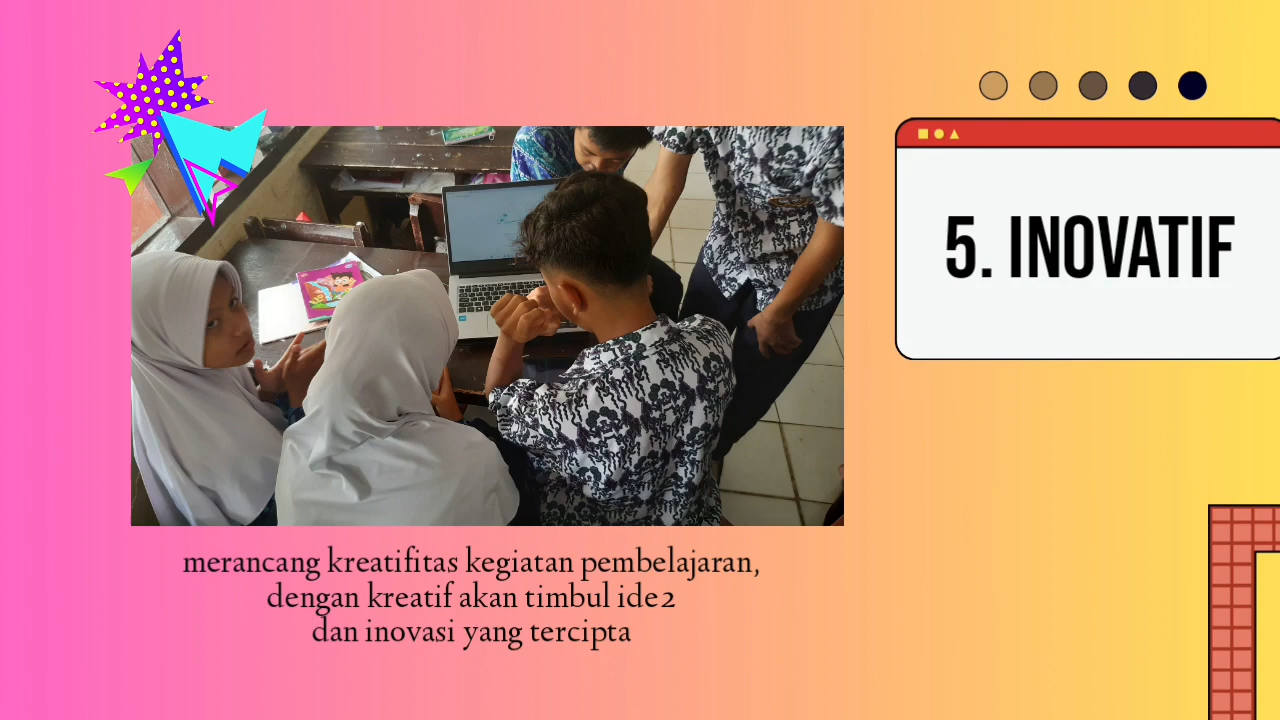 5. INOVATIF
merancang kreatifitas kegiatan pembelajaran,
dengan kreatif akan timbul ide2
dan inovasi yang tercipta